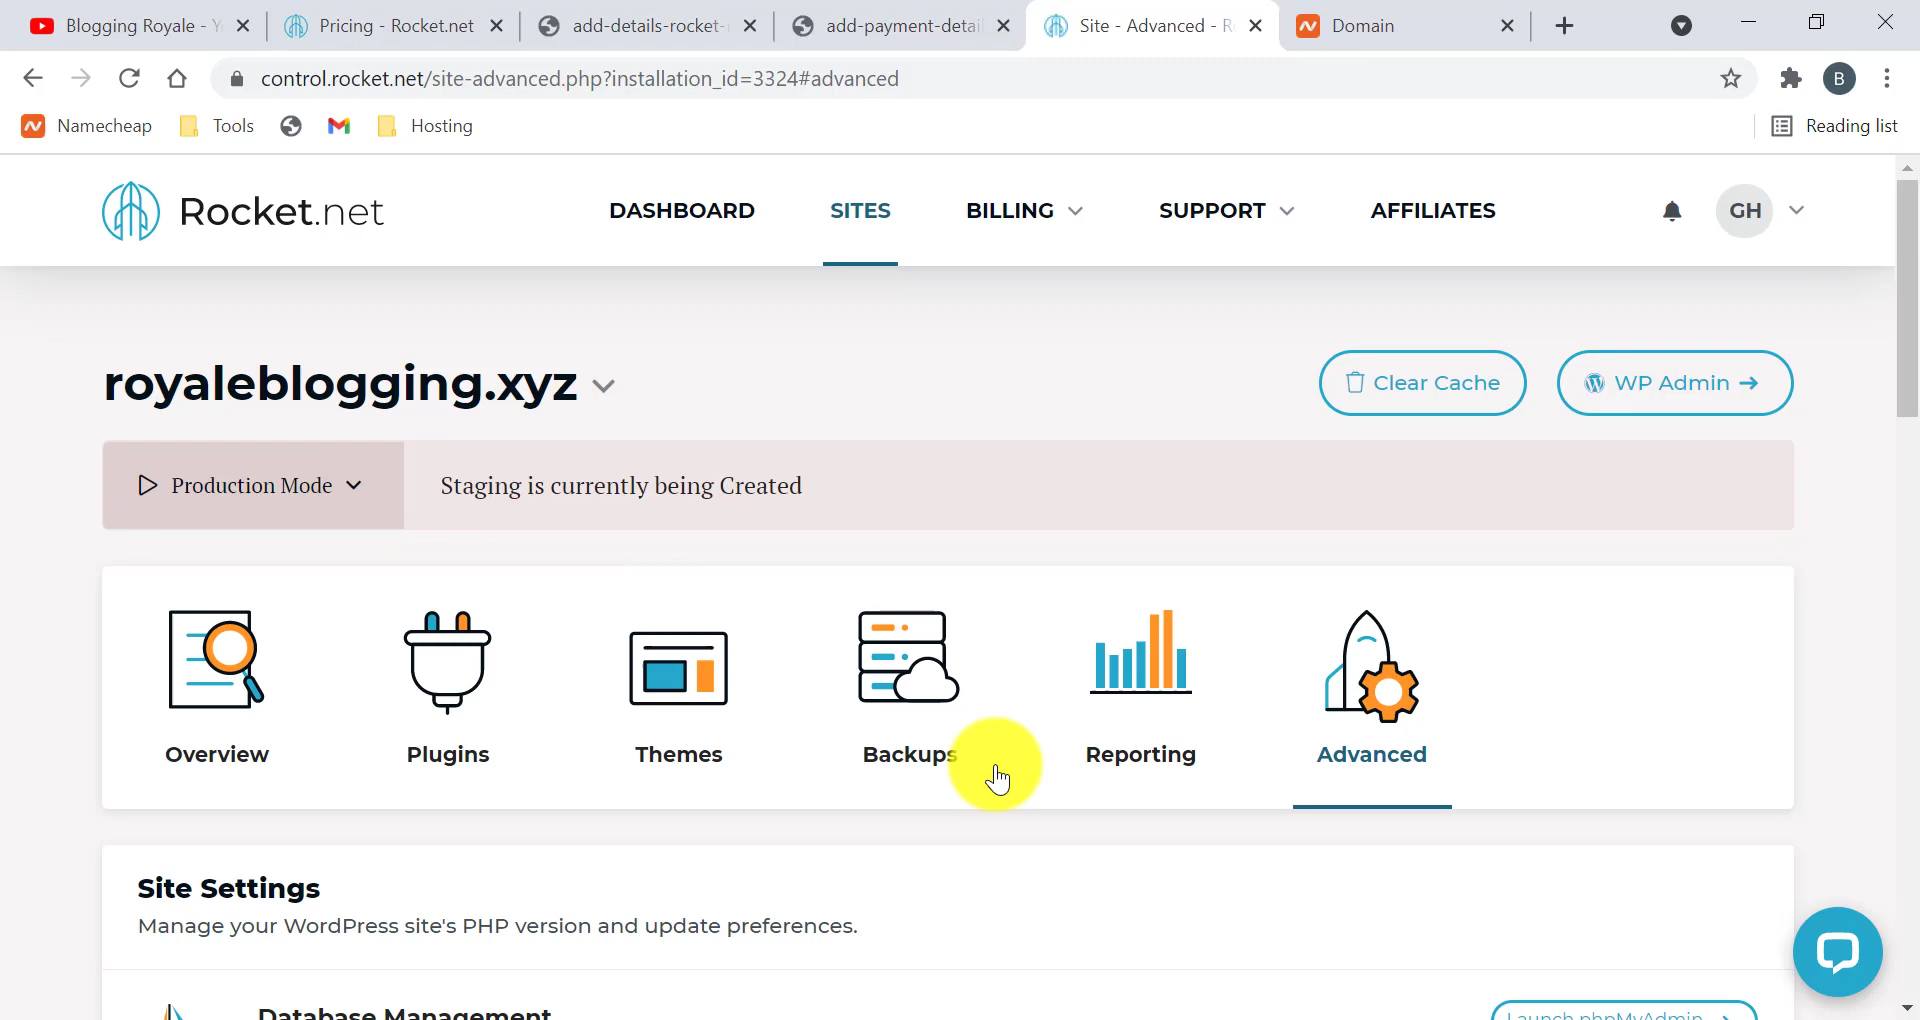 Blogging Royale - Y
Pricing - Rocket.net
add-details-rocket-
add-payment-detail
Site - Advanced - R
Domain
control.rocket.net/site-advanced.php?installation_id=3324#advanced
B
Namecheap
Tools
Hosting
Reading list
Rocket.net
DASHBOARD
SITES
BILLING
SUPPORT
AFFILIATES
GH
royaleblogging.xyz
Clear Cache
WP Admin
Production Mode
Staging is currently being Created
Overview
Plugins
Themes
Backups
Reporting
Advanced
Site Settings
Manage your WordPress site's PHP version and update preferences.
Database Management
Launch phpMyAdmin